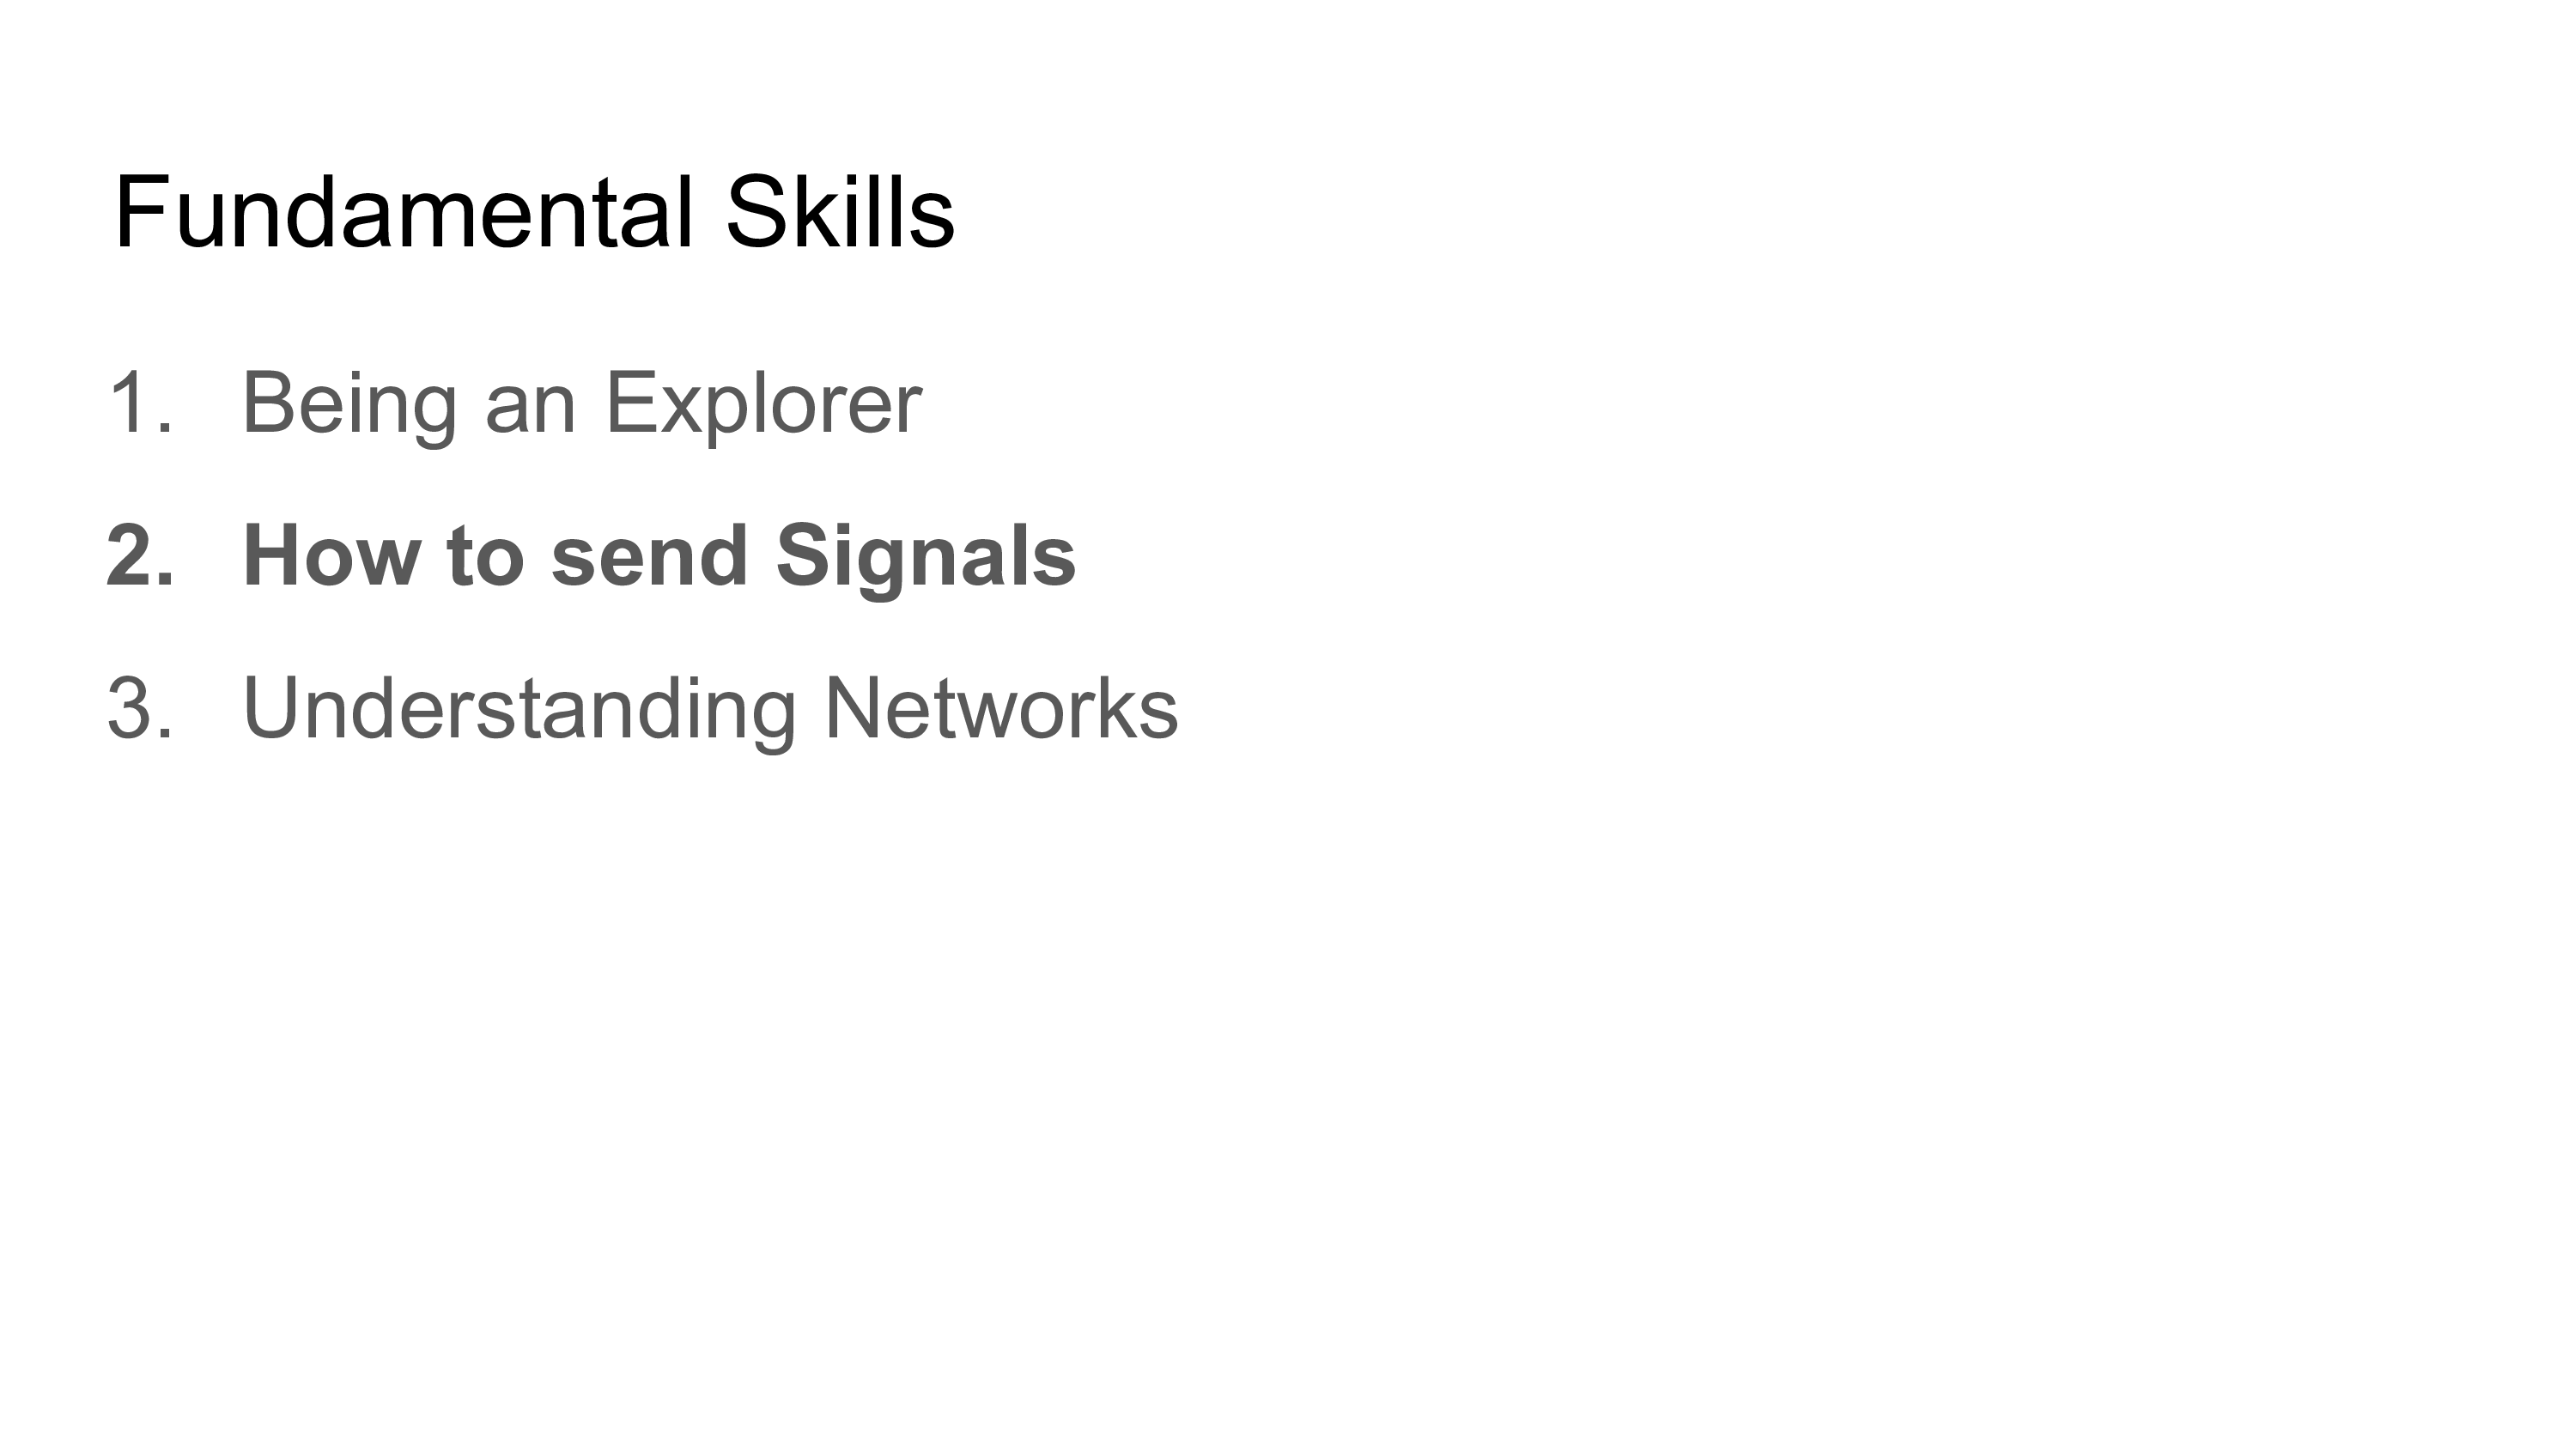 Fundamental Skills
1. Being an Explorer
2. How to send Signals
3. Understanding Networks